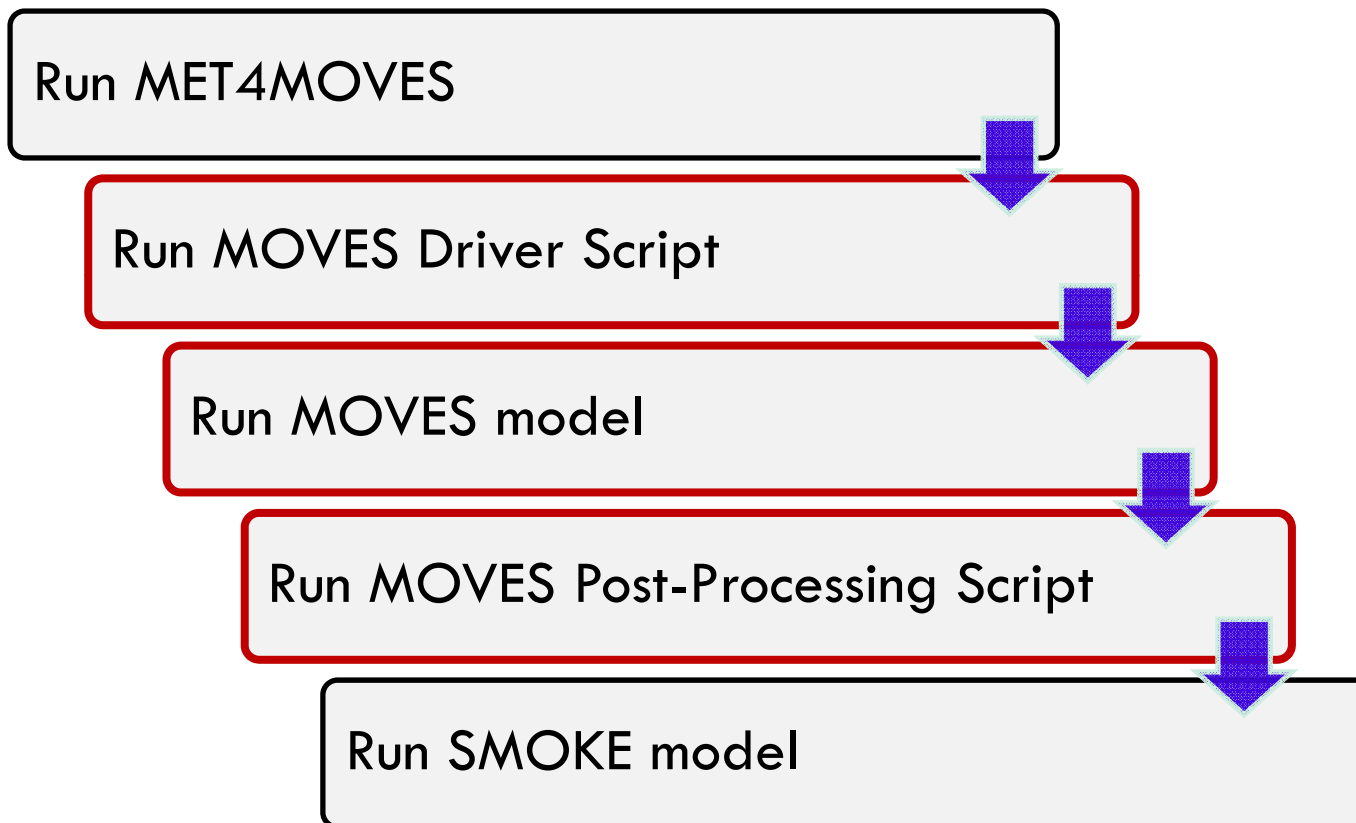 Run MET4MOVES
Run MOVES Driver Script
Run MOVES model
Run MOVES Post-Processing Script
Run SMOKE model